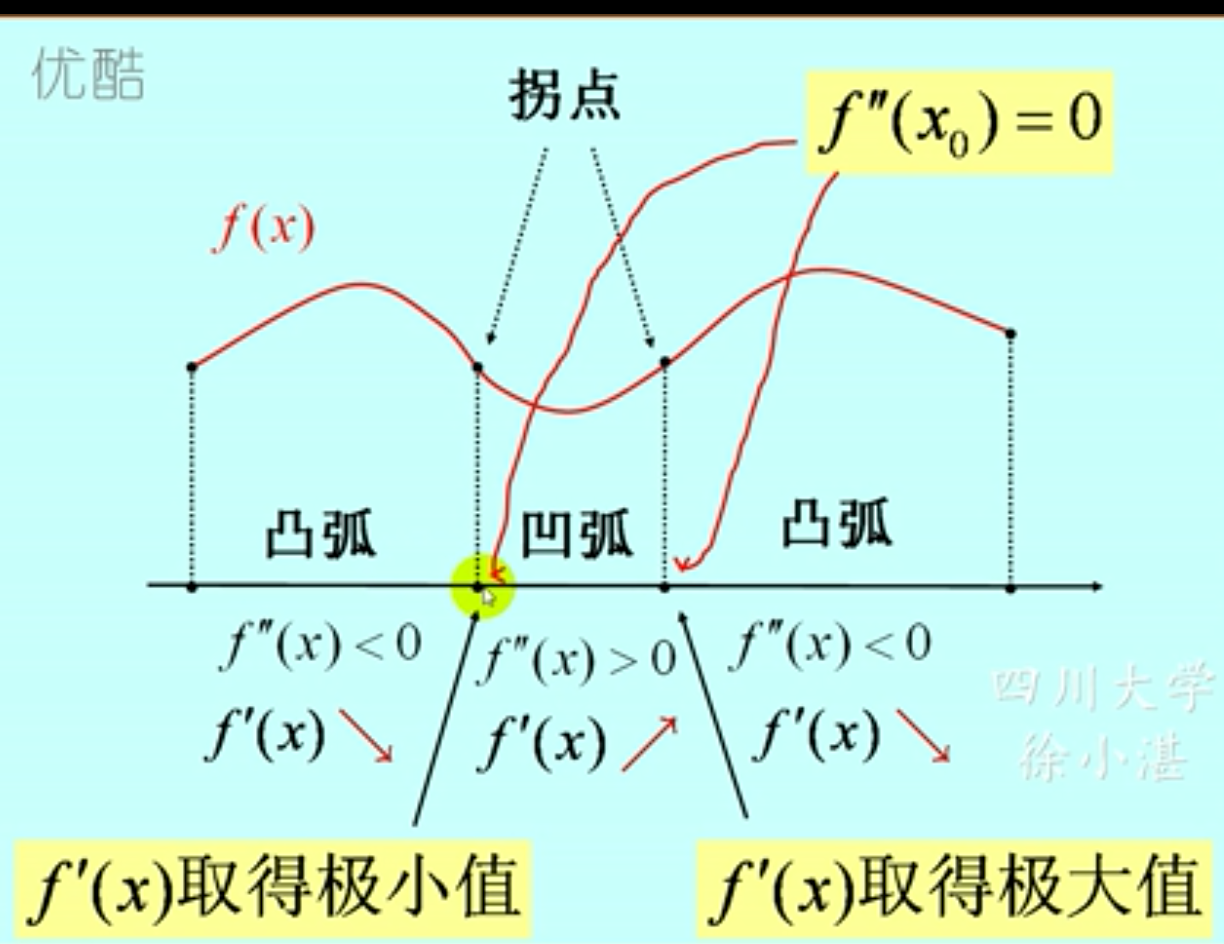 优酷
拐点
f″(x₀) = 0
f(x)
凸弧
凹弧
凸弧
f″(x) < 0
f″(x) > 0
f″(x) < 0
f′(x) ↘
f′(x) ↗
f′(x) ↘
四川大学
徐小湛
f′(x)取得极小值
f′(x)取得极大值